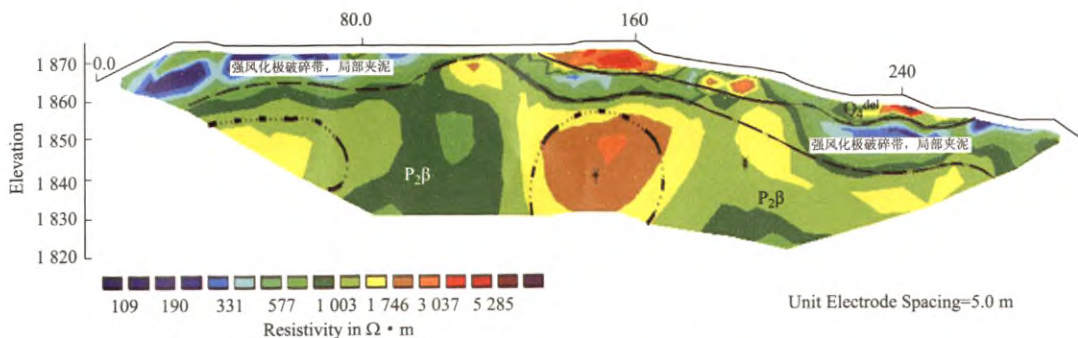 80.0
160
0.0
240
1 870
1 860
1 850
1 840
1 830
1 820
Elevation
强风化极破碎带，局部夹泥
Q₄ᵈᵉˡ
强风化极破碎带，局部夹泥
P₂β
P₂β
109 190 331 577 1 003 1 746 3 037 5 285
Resistivity in Ω · m
Unit Electrode Spacing=5.0 m